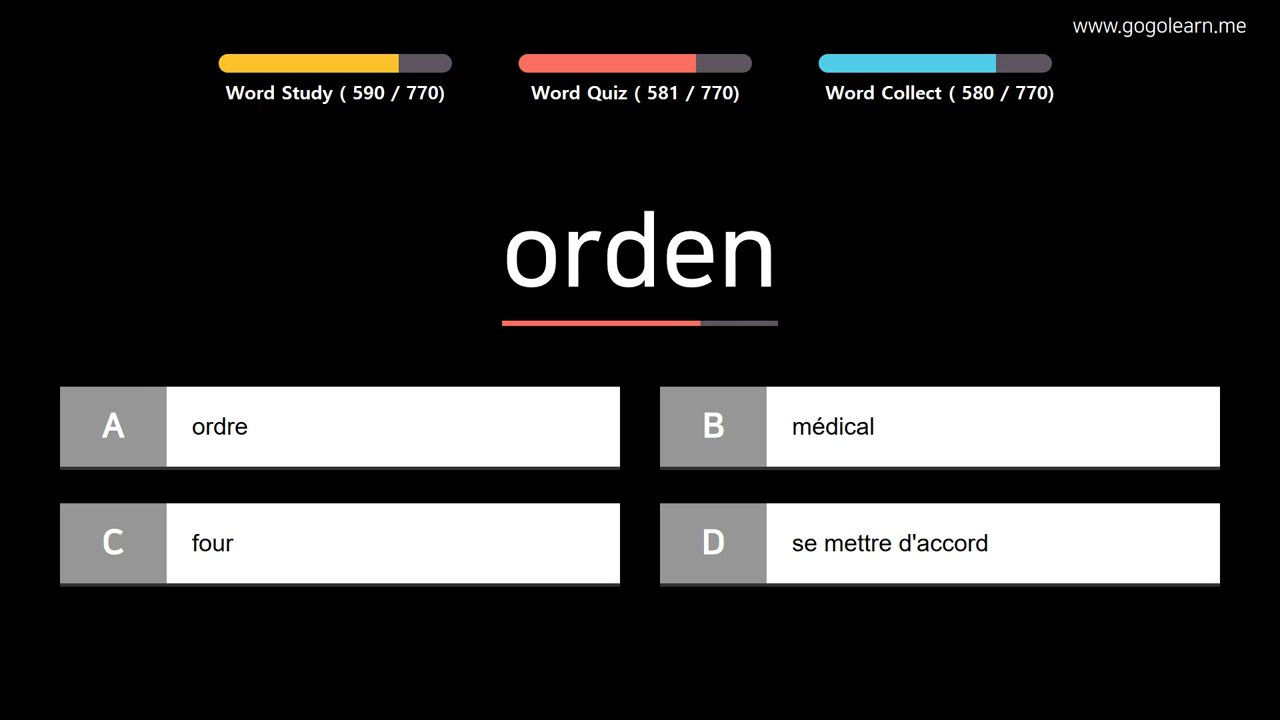 www.gogolearn.me
Word Study ( 590 / 770)
Word Quiz ( 581 / 770)
Word Collect ( 580 / 770)
orden
A
ordre
B
médical
C
four
D
se mettre d'accord